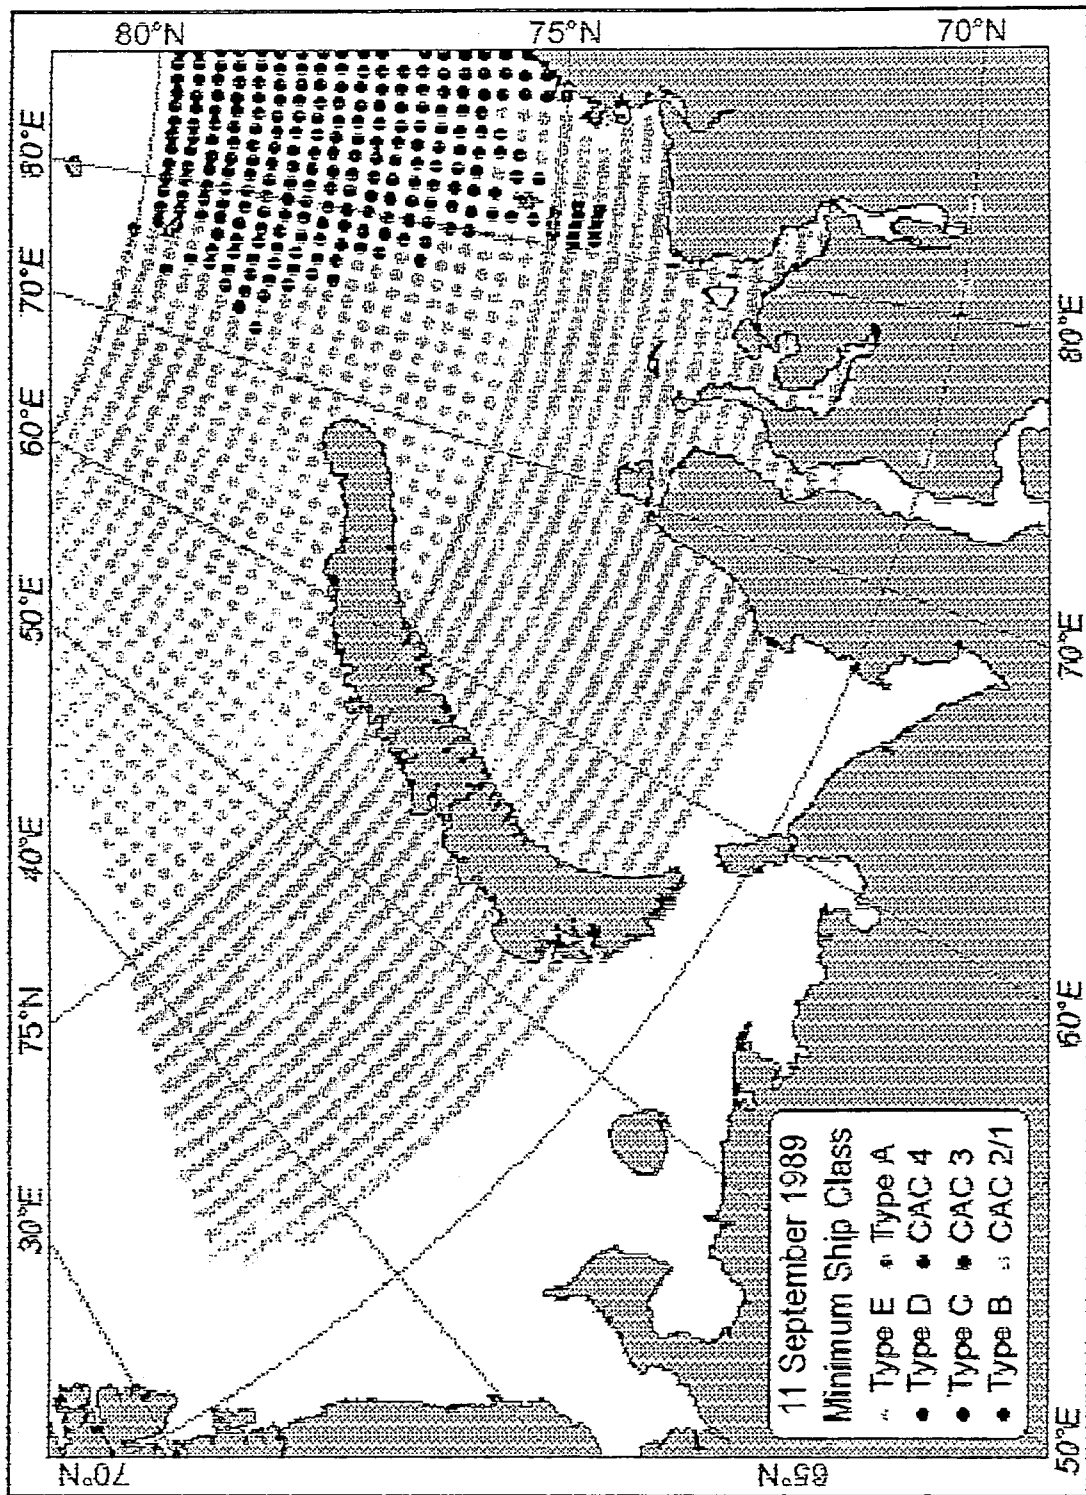 80°N 75°N 70°N
80°E
70°E
60°E
50°E
40°E
75°N
30°E
70°N
80°E
70°E
60°E
50°E
65°N
11 September 1989
Minimum Ship Class
Type E Type A
Type D CAC 4
Type C CAC 3
Type B CAC 2/1